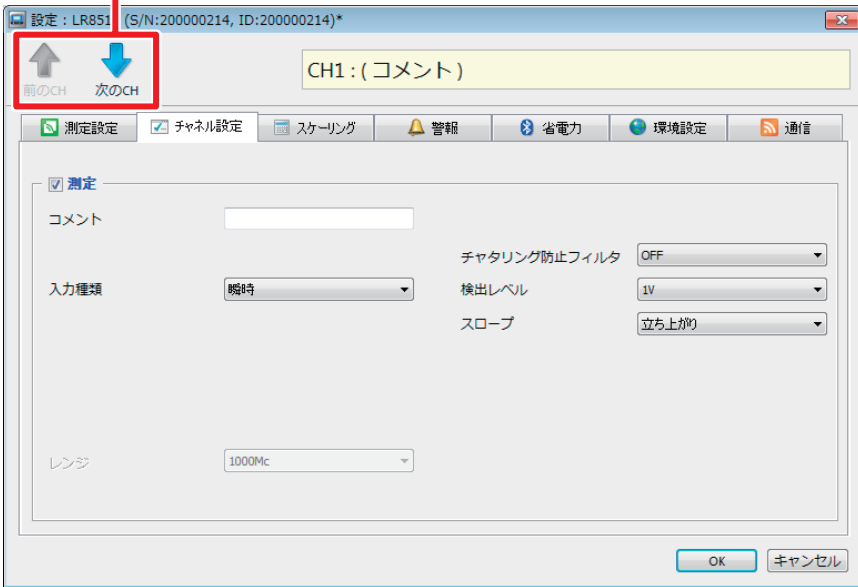 設定：LR851 (S/N:200000214, ID:200000214)*
前のCH 次のCH
CH1 : ( コメント )
測定設定 チャネル設定 スケーリング 警報 省電力 環境設定 通信
測定
コメント
チャタリング防止フィルタ OFF
入力種類 瞬時 検出レベル 1V
スロープ 立ち上がり
レンジ 1000Mc
OK キャンセル